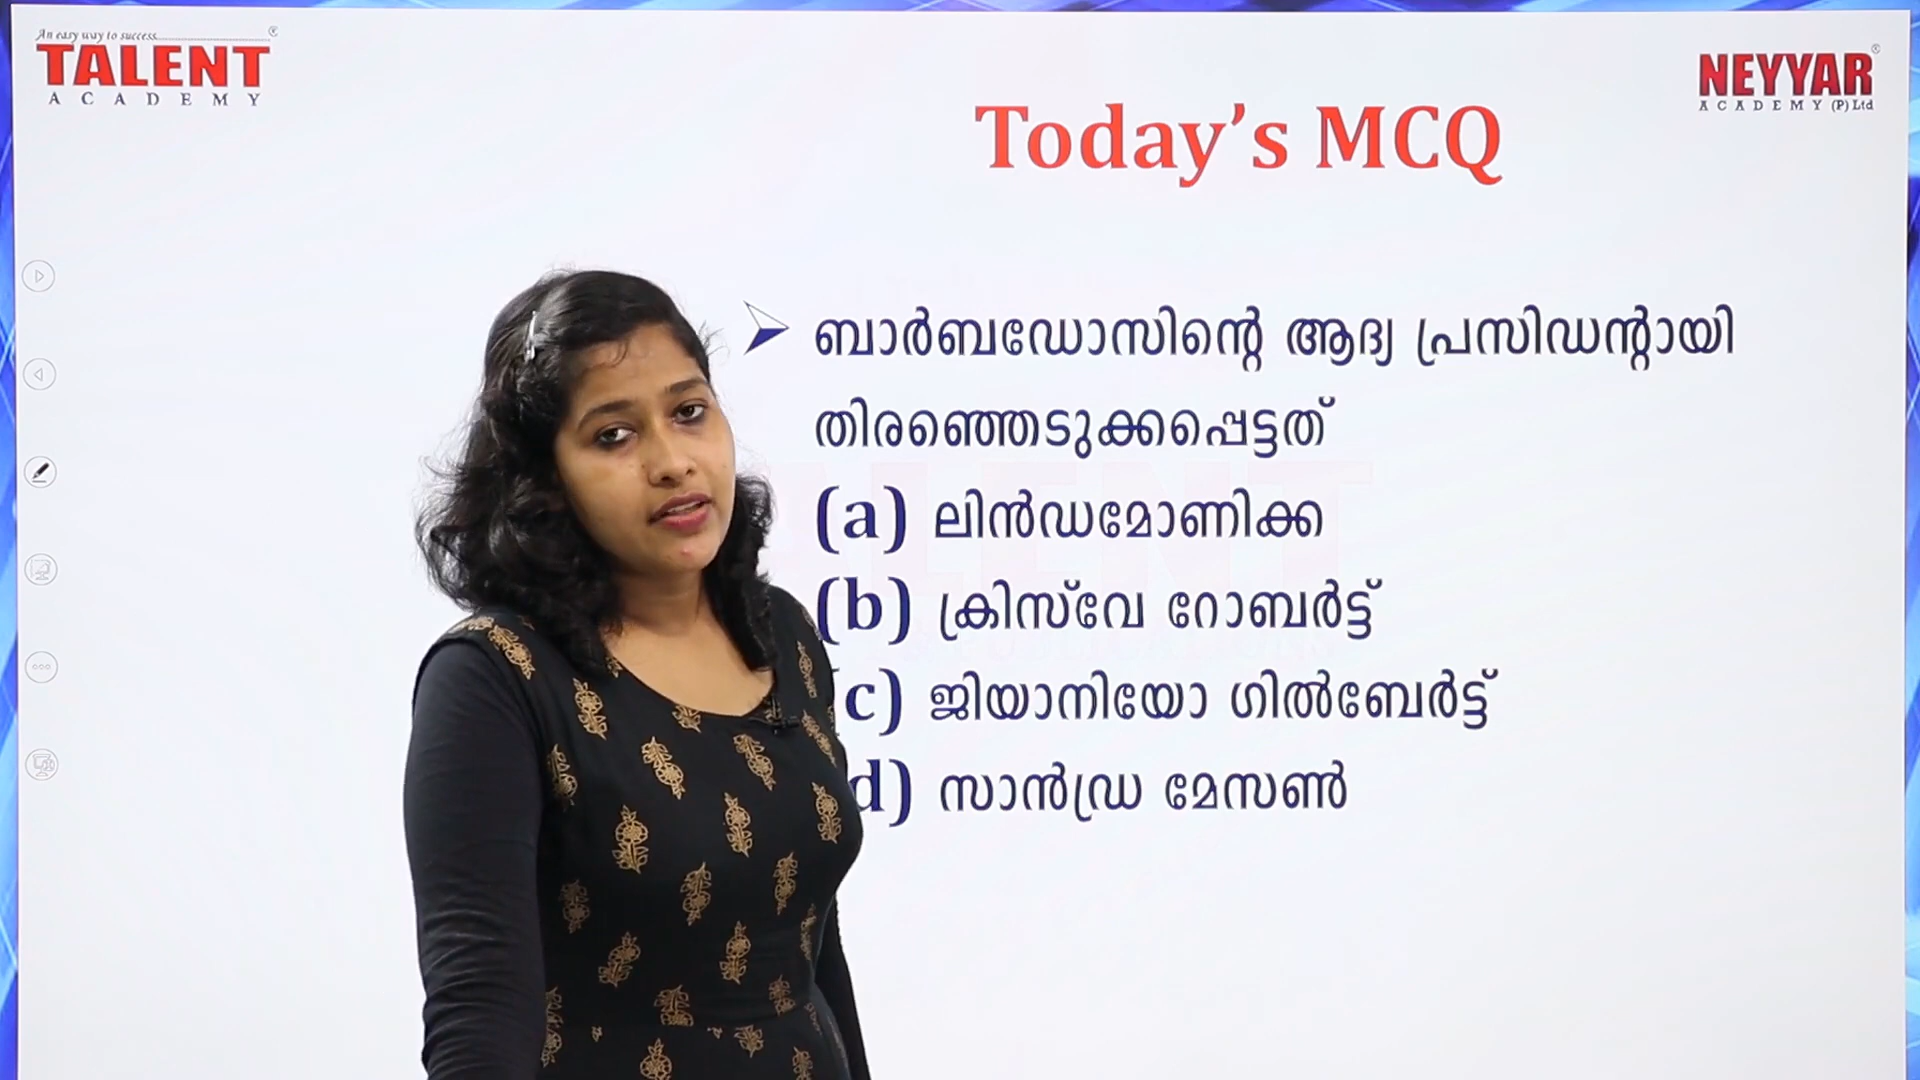 An easy way to success
TALENT
ACADEMY
NEYYAR
ACADEMY (P) Ltd
Today’s MCQ
ബാർബഡോസിന്റെ ആദ്യ പ്രസിഡന്റായി
തിരഞ്ഞെടുക്കപ്പെട്ടത്
(a) ലിൻഡമോണിക്ക
(b) ക്രിസ്‌വേ റോബർട്ട്
(c) ജിയാനിയോ ഗിൽബേർട്ട്
(d) സാൻഡ്ര മേസൺ